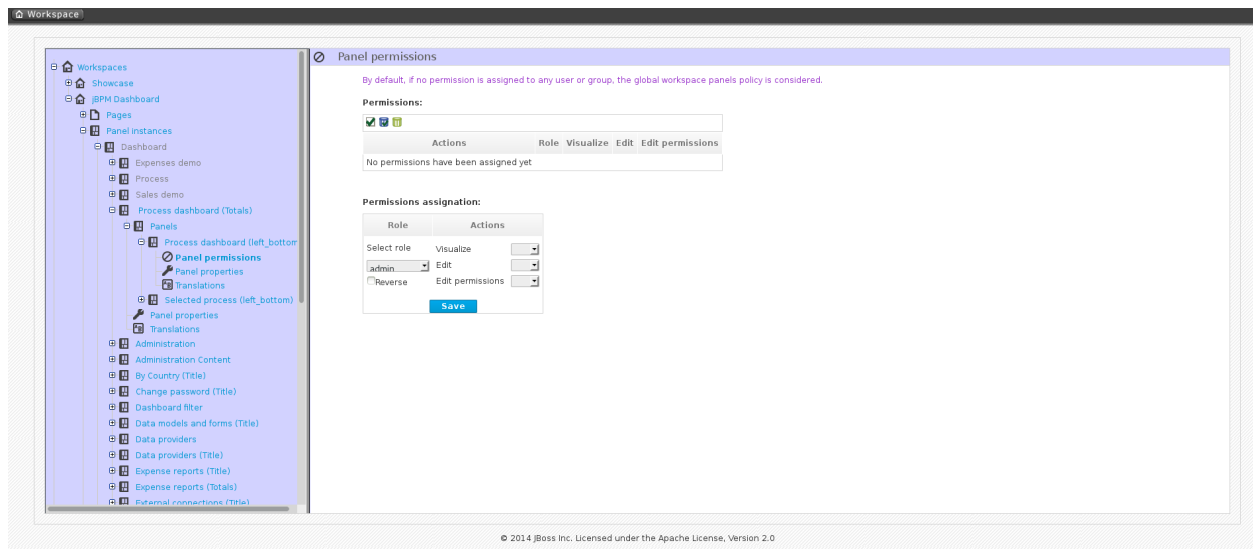 Workspace
Workspaces
Showcase
jBPM Dashboard
Pages
Panel instances
Dashboard
Expenses demo
Process
Sales demo
Process dashboard (Totals)
Panels
Process dashboard (left_bottom
Panel permissions
Panel properties
Translations
Selected process (left_bottom)
Panel properties
Translations
Administration
Administration Content
By Country (Title)
Change password (Title)
Dashboard filter
Data models and forms (Title)
Data providers
Data providers (Title)
Expense reports (Title)
Expense reports (Totals)
External connections (Title)
Panel permissions
By default, if no permission is assigned to any user or group, the global workspace panels policy is considered.
Permissions:
Actions Role Visualize Edit Edit permissions
No permissions have been assigned yet
Permissions assignation:
Role Actions
Select role Visualize
admin Edit
Reverse Edit permissions
Save
© 2014 JBoss Inc. Licensed under the Apache License, Version 2.0